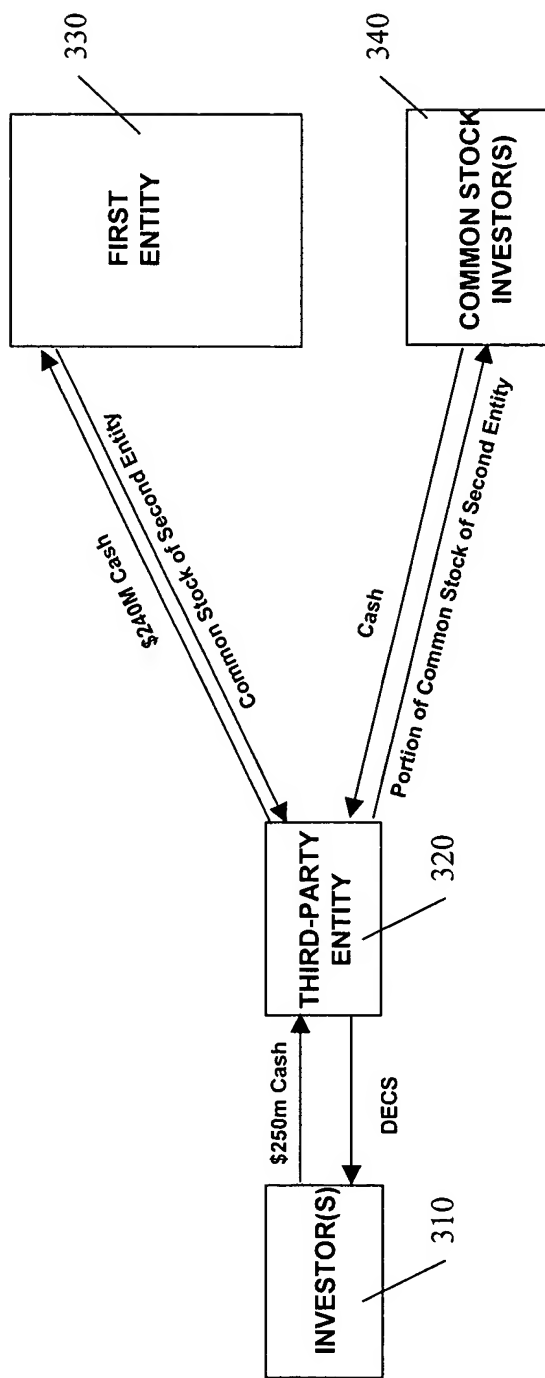 330
FIRST
ENTITY
$240M Cash
Common Stock of Second Entity
340
COMMON STOCK
INVESTOR(S)
Cash
Portion of Common Stock of Second Entity
320
THIRD-PARTY
ENTITY
$250m Cash
DECS
310
INVESTOR(S)